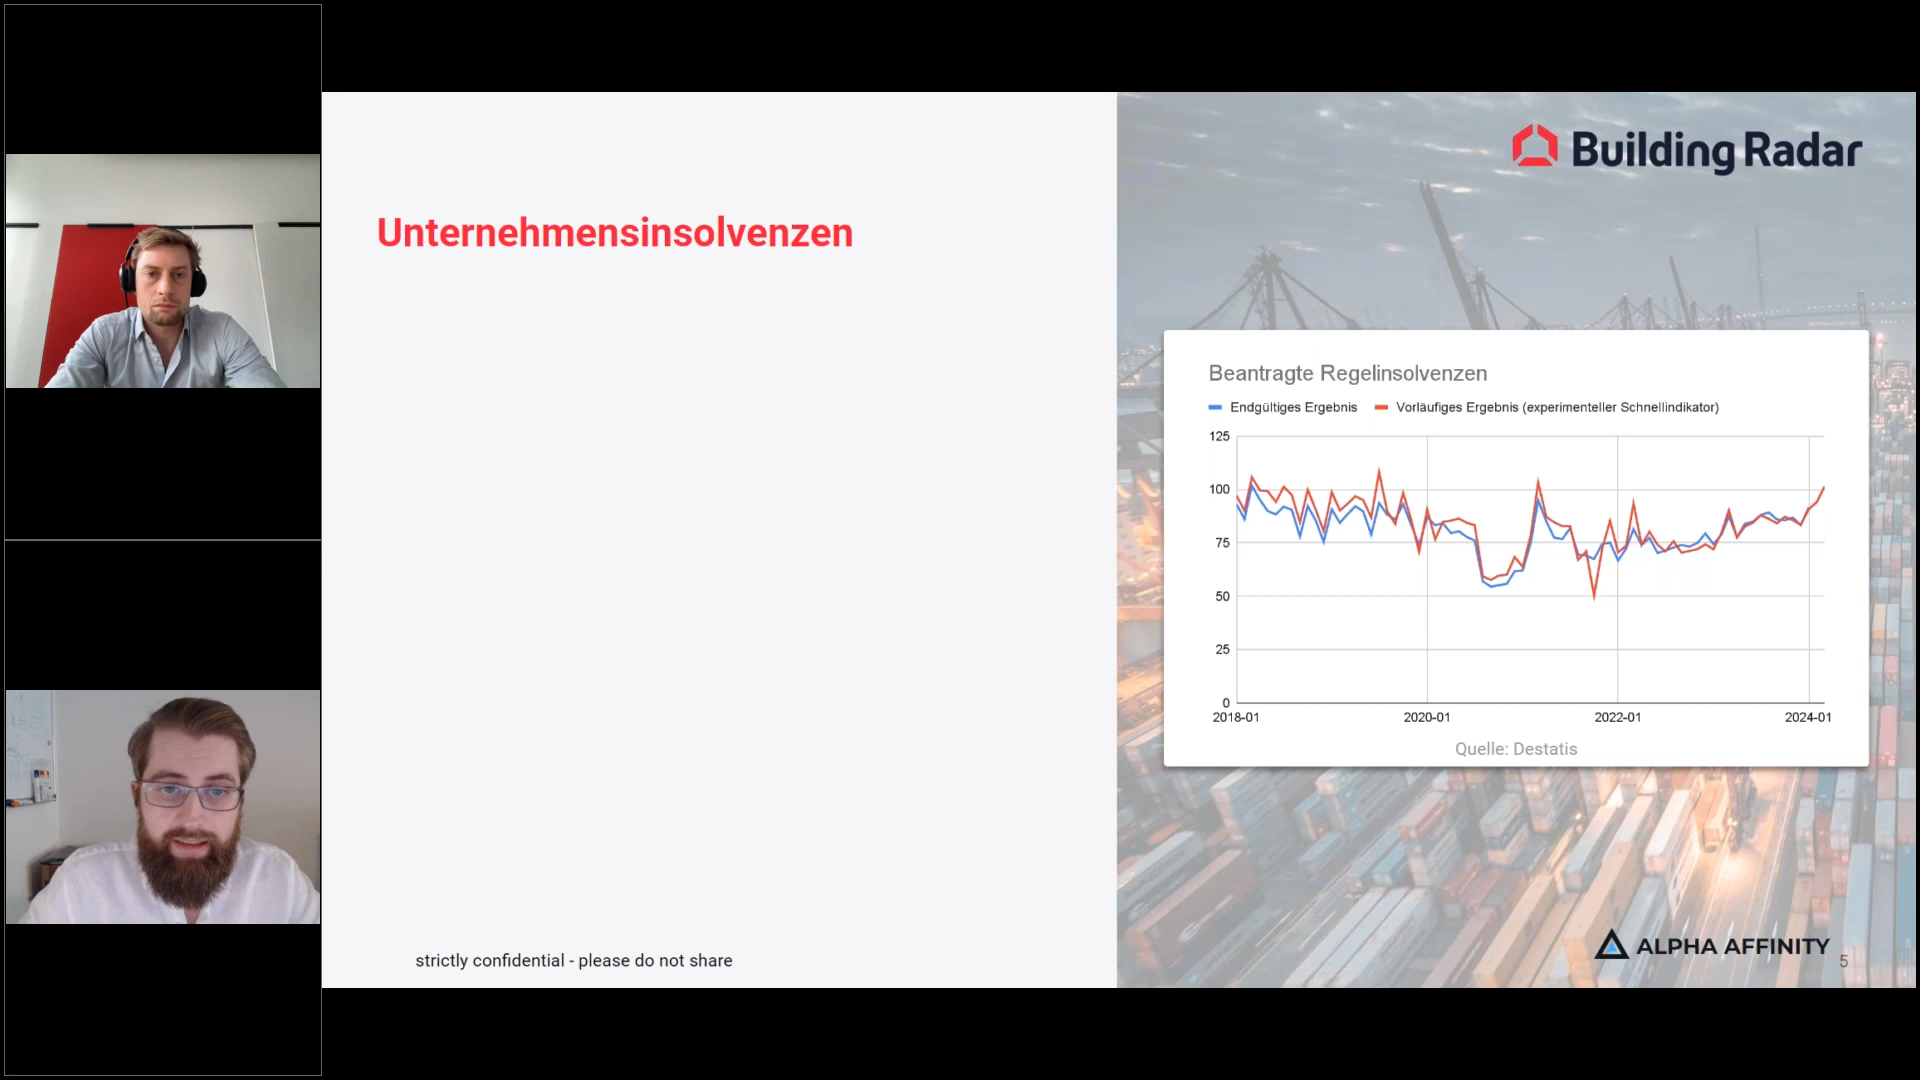 Building Radar
Unternehmensinsolvenzen
Beantragte Regelinsolvenzen
Endgültiges Ergebnis
Vorläufiges Ergebnis (experimenteller Schnellindikator)
125
100
75
50
25
0
2018-01
2020-01
2022-01
2024-01
Quelle: Destatis
strictly confidential - please do not share
ALPHA AFFINITY
5